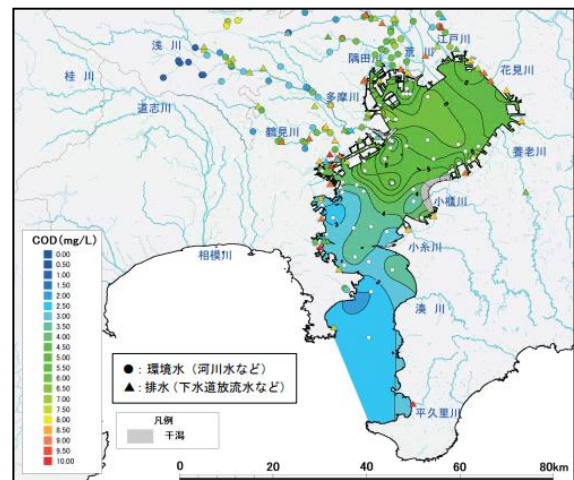 浅 川
隅田川
荒 川
江戸川
桂 川
多摩川
花見川
道志川
鶴見川
養老川
小櫃川
相模川
小糸川
湊 川
平久里川
COD(mg/L)
0.00
0.50
1.00
1.50
2.00
2.50
3.00
3.50
4.00
4.50
5.00
5.50
6.00
6.50
7.00
7.50
8.00
8.50
9.00
9.50
10.00
●：環境水（河川水など）
▲：排水（下水道放流水など）
凡例
干潟
0 20 40 60 80km